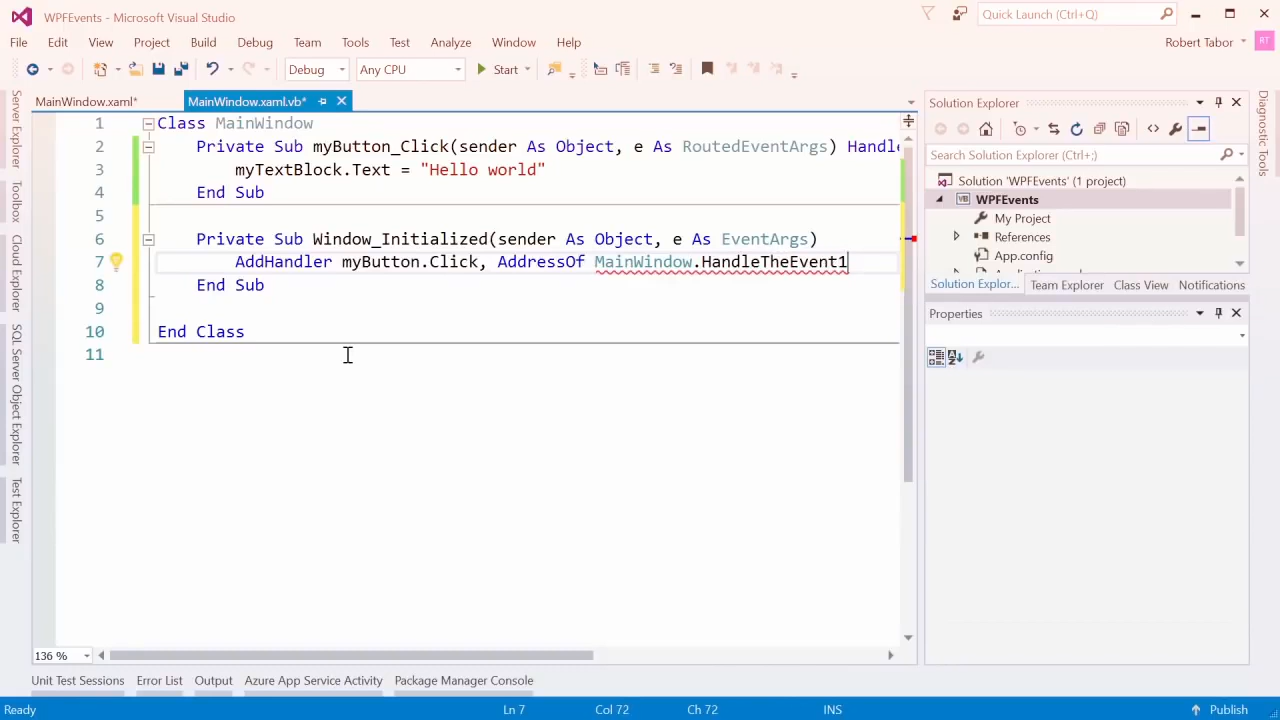 WPFEvents - Microsoft Visual Studio
Quick Launch (Ctrl+Q)
File Edit View Project Build Debug Team Tools Test Analyze Window Help
Robert Tabor RT
Debug Any CPU Start
MainWindow.xaml* MainWindow.xaml.vb*
1 Class MainWindow
2 Private Sub myButton_Click(sender As Object, e As RoutedEventArgs) Handle
3 myTextBlock.Text = "Hello world"
4 End Sub
5
6 Private Sub Window_Initialized(sender As Object, e As EventArgs)
7 AddHandler myButton.Click, AddressOf MainWindow.HandleTheEvent1
8 End Sub
9
10 End Class
11
136 %
Server Explorer
Toolbox
Cloud Explorer
SQL Server Object Explorer
Test Explorer
Solution Explorer
Search Solution Explorer (Ctrl+;)
Solution 'WPFEvents' (1 project)
VB WPFEvents
My Project
References
App.config
Solution Explor... Team Explorer Class View Notifications
Properties
Diagnostic Tools
Unit Test Sessions Error List Output Azure App Service Activity Package Manager Console
Ready Ln 7 Col 72 Ch 72 INS Publish